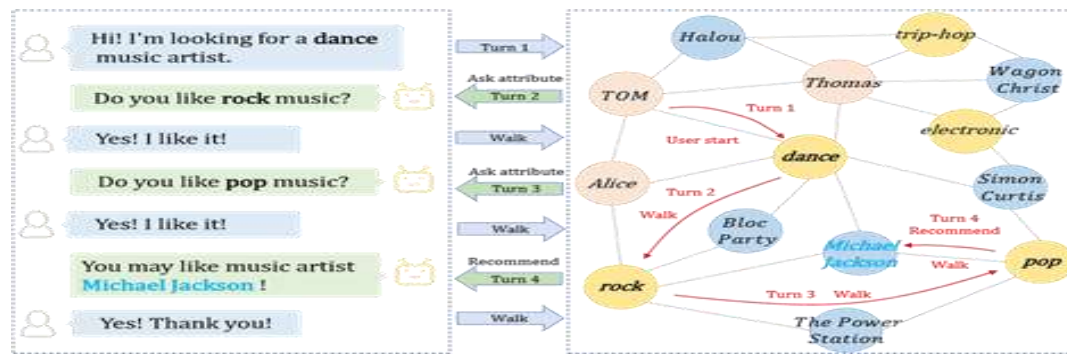 Hi! I'm looking for a dance
music artist.
Do you like rock music?
Yes! I like it!
Do you like pop music?
Yes! I like it!
You may like music artist
Michael Jackson !
Yes! Thank you!
Turn 1
Ask attribute
Turn 2
Walk
Ask attribute
Turn 3
Walk
Recommend
Turn 4
Walk
Halou
trip-hop
Thomas
Wagon
Christ
TOM
Turn 1
User start
electronic
dance
Alice
Turn 2
Walk
Simon
Curtis
Bloc
Party
Turn 4
Recommend
Michael
Jackson
Walk
pop
rock
Turn 3 Walk
The Power
Station